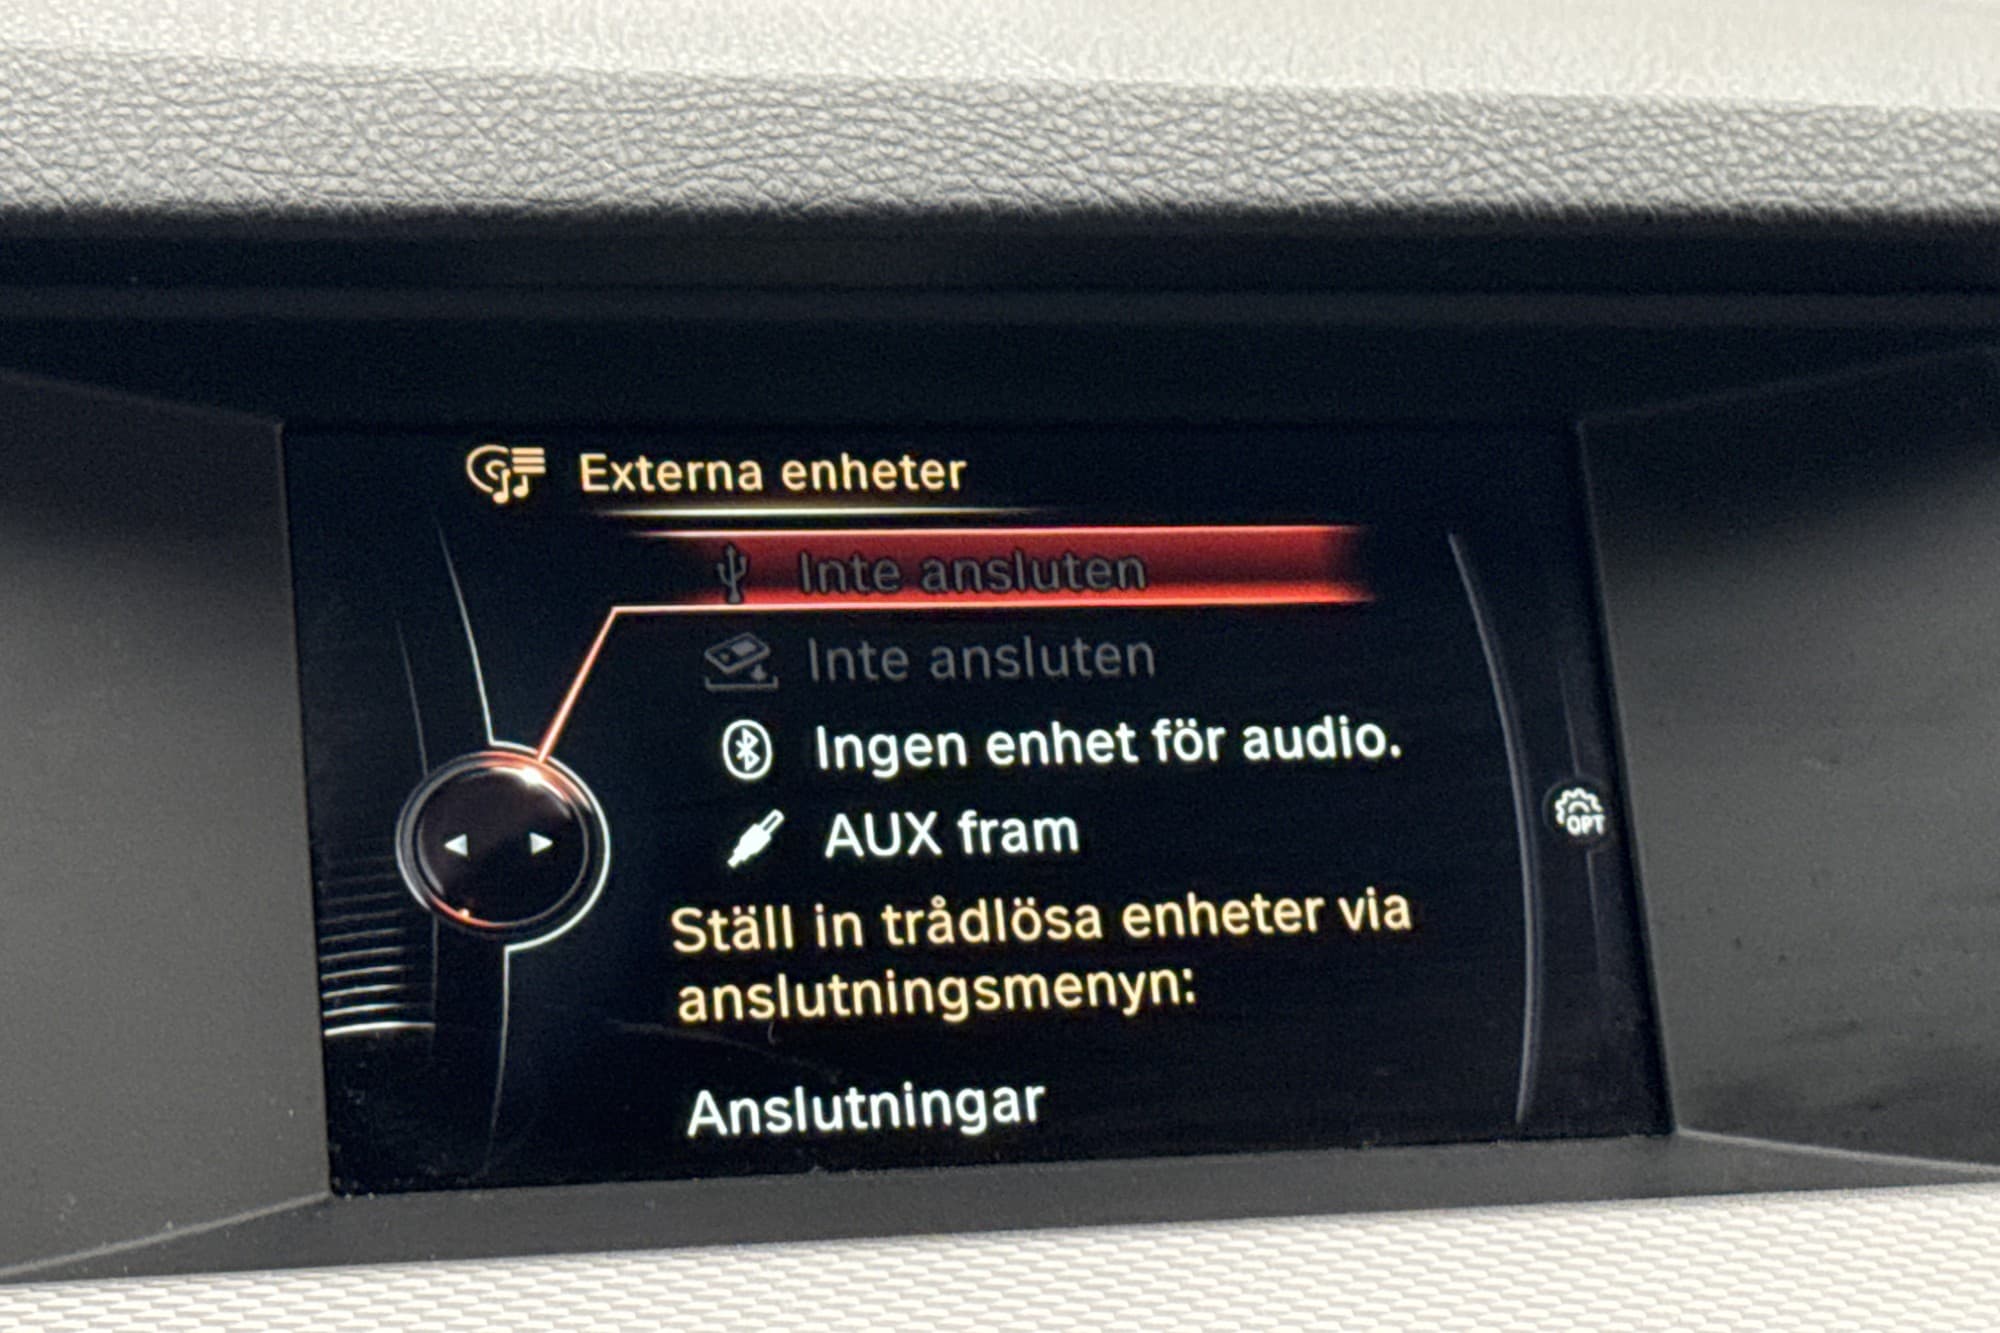 Externa enheter
Inte ansluten
Inte ansluten
Ingen enhet för audio.
AUX fram
OPT
Ställ in trådlösa enheter via
anslutningsmenyn:
Anslutningar